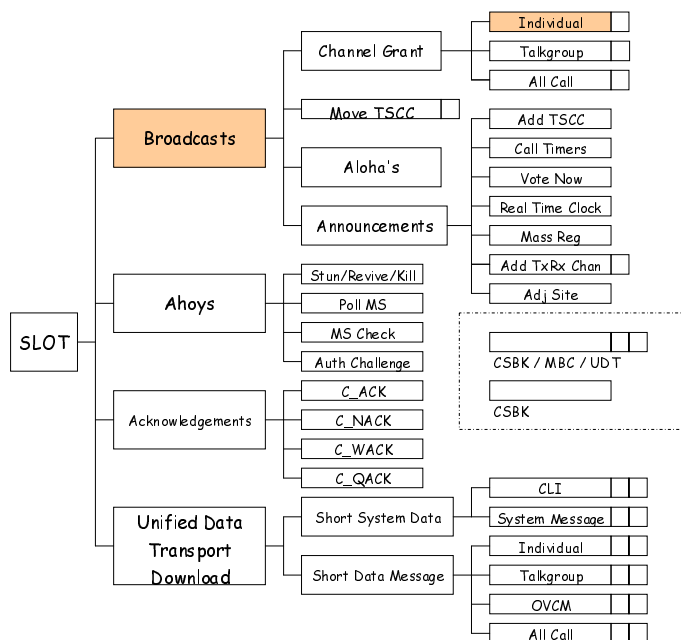 Individual
Channel Grant
Talkgroup
All Call
Move TSCC
Add TSCC
Broadcasts
Call Timers
Aloha's
Vote Now
Real Time Clock
Announcements
Mass Reg
Add TxRx Chan
Stun/Revive/Kill
Adj Site
Ahoys
Poll MS
MS Check
SLOT
Auth Challenge
CSBK / MBC / UDT
C_ACK
CSBK
Acknowledgements
C_NACK
C_WACK
C_QACK
CLI
Short System Data
System Message
Unified Data
Transport
Download
Individual
Short Data Message
Talkgroup
OVCM
All Call